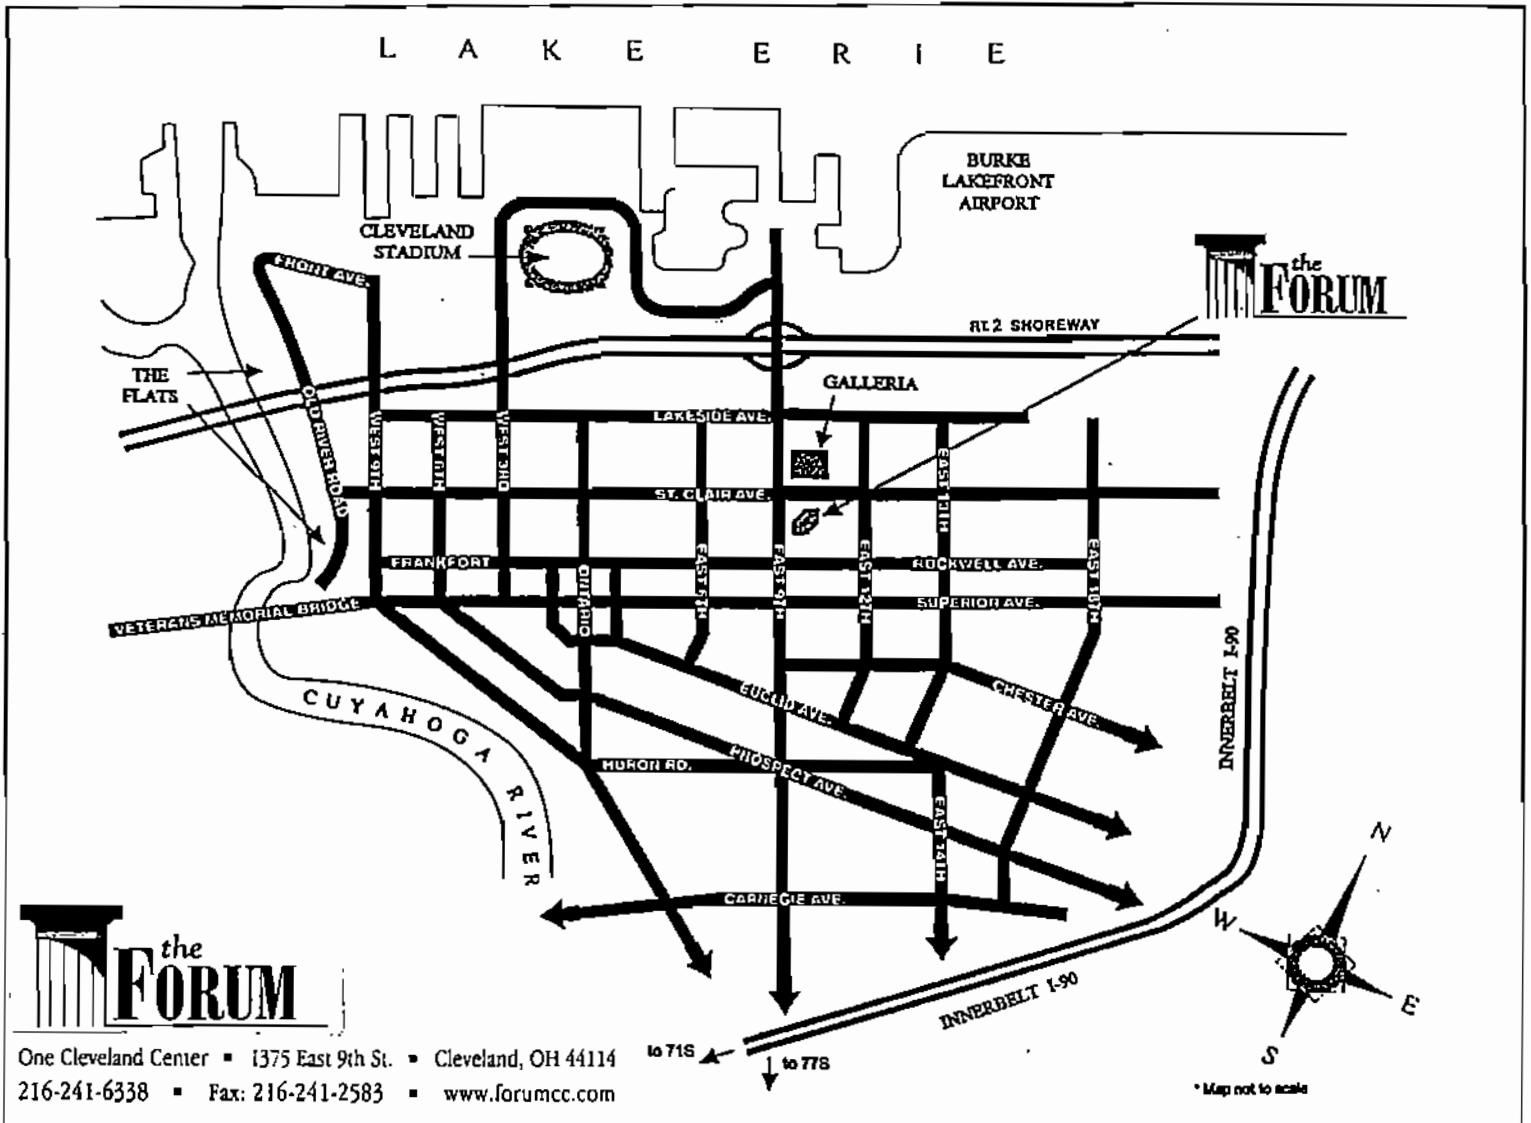 LAKE ERIE
BURKE
LAKEFRONT
AIRPORT
CLEVELAND
STADIUM
the
FORUM
FRONT AVE.
RT.2 SHOREWAY
THE
FLATS
GALLERIA
OLD RIVER ROAD
LAKESIDE AVE.
WEST 9TH
WEST 6TH
WEST 3RD
EAST 13TH
ST. CLAIR AVE.
FRANKFORT
ROCKWELL AVE.
ONTARIO
EAST 9TH
EAST 12TH
EAST 18TH
VETERANS MEMORIAL BRIDGE
SUPERIOR AVE.
INNERBELT I-90
CUYAHOGA RIVER
EUCLID AVE.
CHESTER AVE.
HURON RD.
PROSPECT AVE.
EAST 14TH
CARNEGIE AVE.
N
W
E
S
INNERBELT I-90
to 71S
to 77S
* Map not to scale
the
FORUM
One Cleveland Center ▪ 1375 East 9th St. ▪ Cleveland, OH 44114
216-241-6338 ▪ Fax: 216-241-2583 ▪ www.forumcc.com